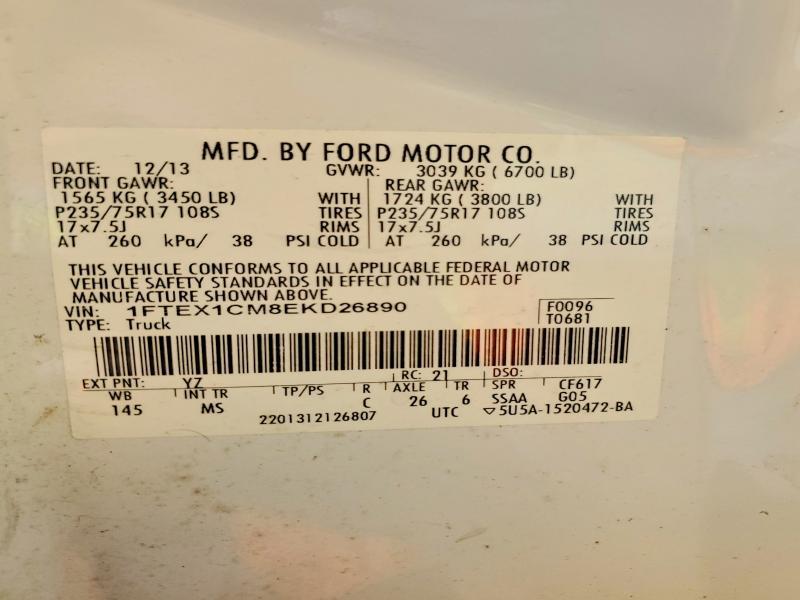 MFD. BY FORD MOTOR CO.
DATE: 12/13 GVWR: 3039 KG ( 6700 LB)
FRONT GAWR: REAR GAWR:
1565 KG ( 3450 LB) WITH 1724 KG ( 3800 LB) WITH
P235/75R17 108S TIRES P235/75R17 108S TIRES
17x7.5J RIMS 17x7.5J RIMS
AT 260 kPa/ 38 PSI COLD AT 260 kPa/ 38 PSI COLD
THIS VEHICLE CONFORMS TO ALL APPLICABLE FEDERAL MOTOR
VEHICLE SAFETY STANDARDS IN EFFECT ON THE DATE OF
MANUFACTURE SHOWN ABOVE.
VIN: 1FTEX1CM8EKD26890 F0096
TYPE: Truck T0681
EXT PNT: YZ RC: 21 DSO:
WB INT TR TP/PS R AXLE TR SPR CF617
145 MS C 26 6 SSAA G05
2201312126807 UTC ▽5U5A-1520472-BA